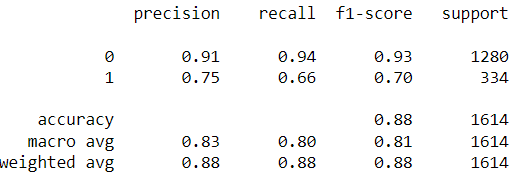 precision recall f1-score support
0 0.91 0.94 0.93 1280
1 0.75 0.66 0.70 334
accuracy 0.88 1614
macro avg 0.83 0.80 0.81 1614
weighted avg 0.88 0.88 0.88 1614